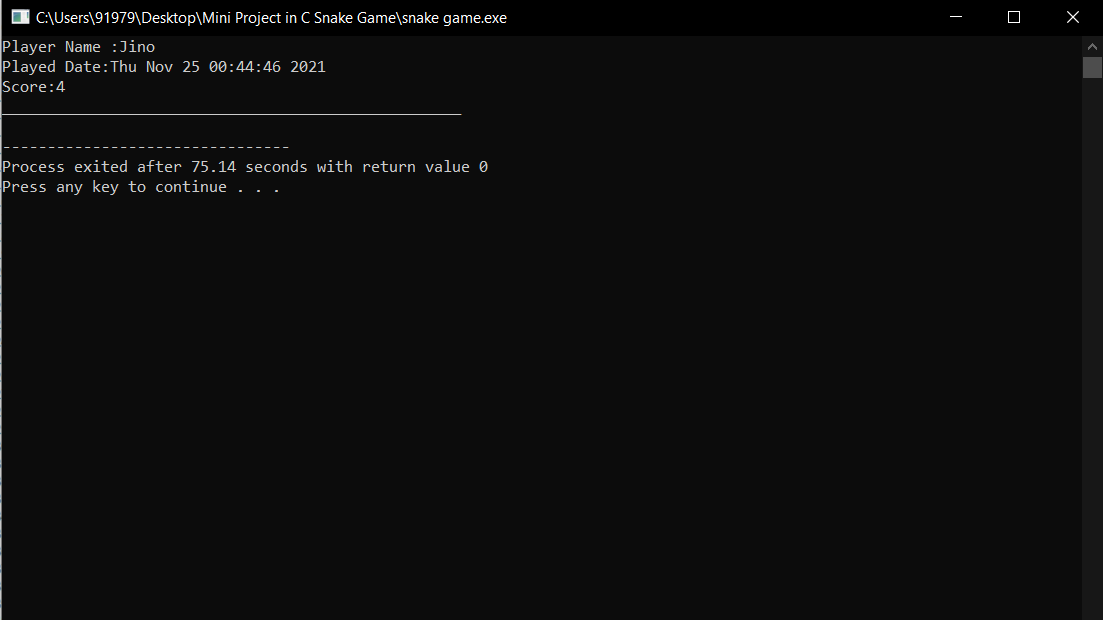 C:\Users\91979\Desktop\Mini Project in C Snake Game\snake game.exe
Player Name :Jino
Played Date:Thu Nov 25 00:44:46 2021
Score:4
___________________________________________________
--------------------------------
Process exited after 75.14 seconds with return value 0
Press any key to continue . . .